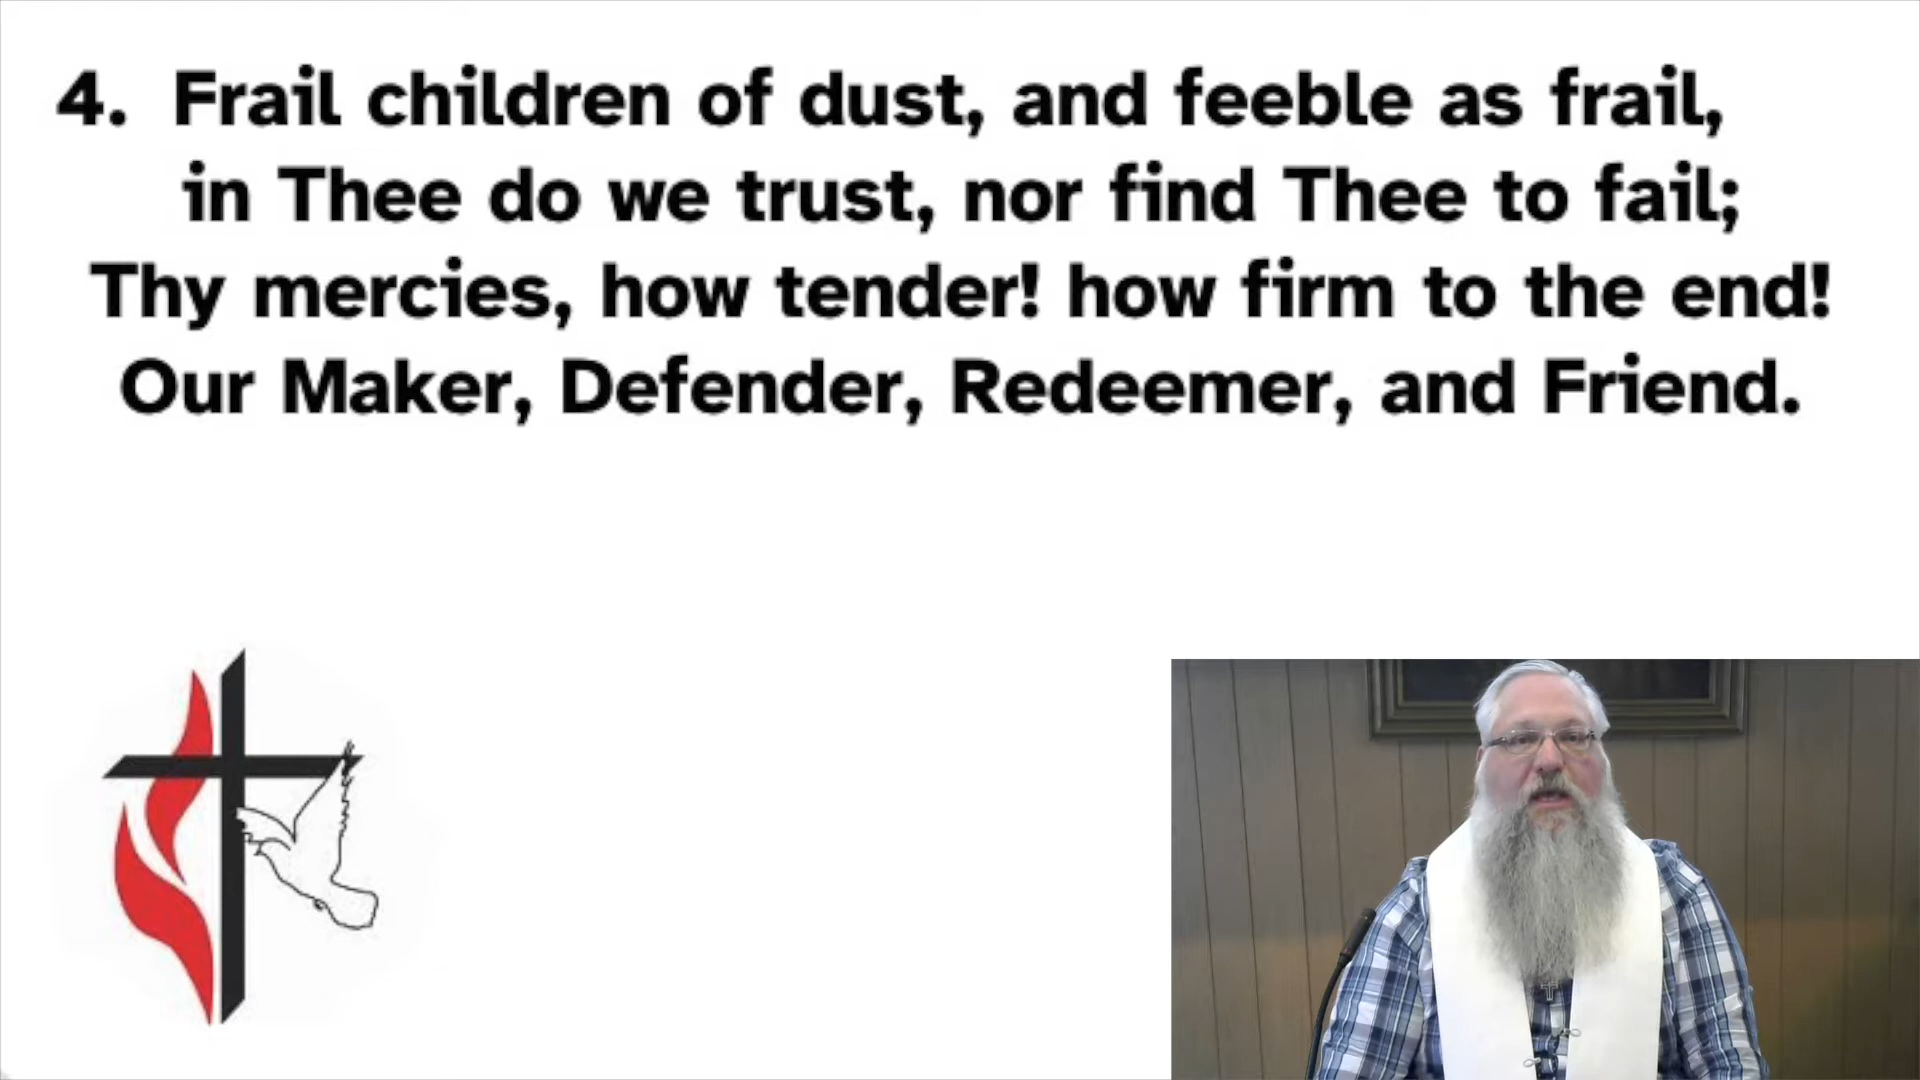 4. Frail children of dust, and feeble as frail,
in Thee do we trust, nor find Thee to fail;
Thy mercies, how tender! how firm to the end!
Our Maker, Defender, Redeemer, and Friend.